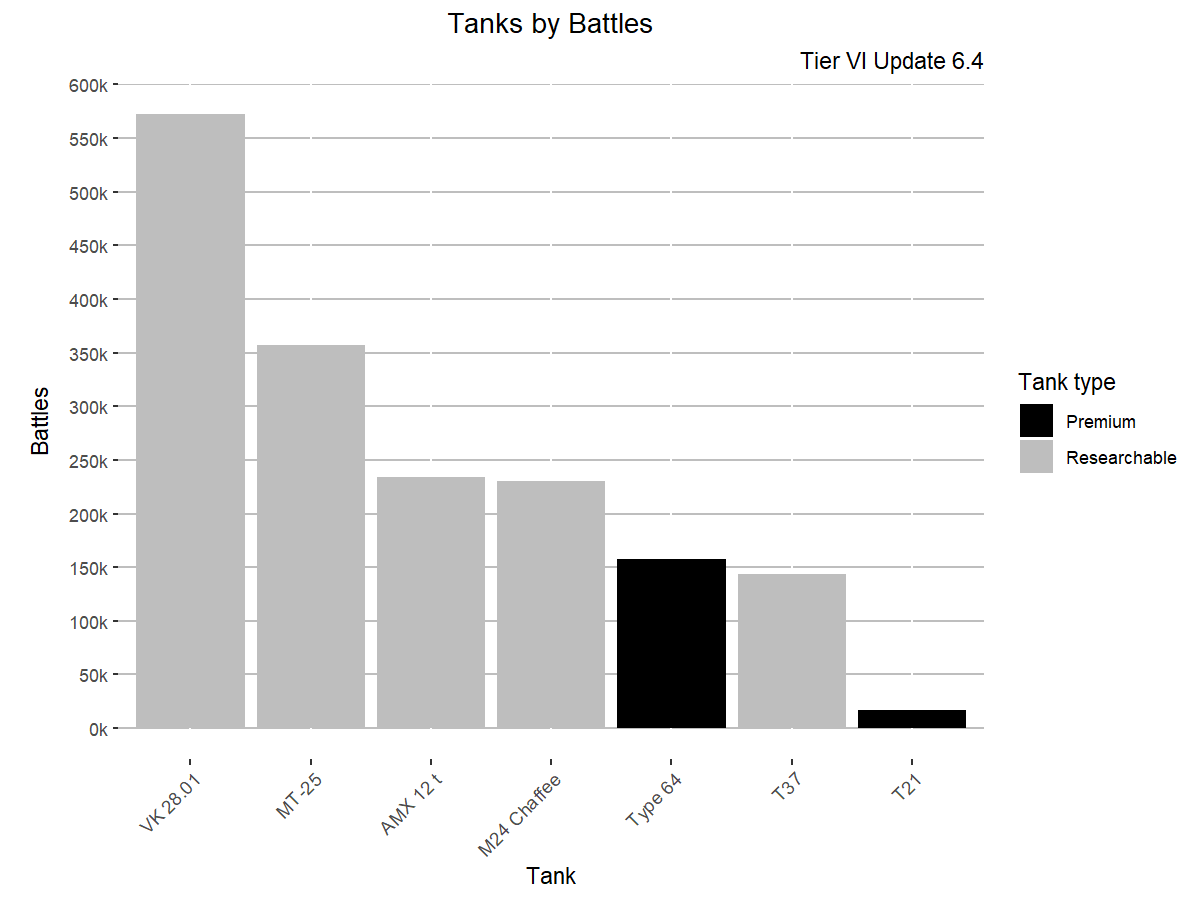 Tanks by Battles
Tier VI Update 6.4
600k
550k
500k
450k
400k
350k
300k
250k
200k
150k
100k
50k
0k
Battles
VK 28.01
MT-25
AMX 12 t
M24 Chaffee
Type 64
T37
T21
Tank
Tank type
Premium
Researchable